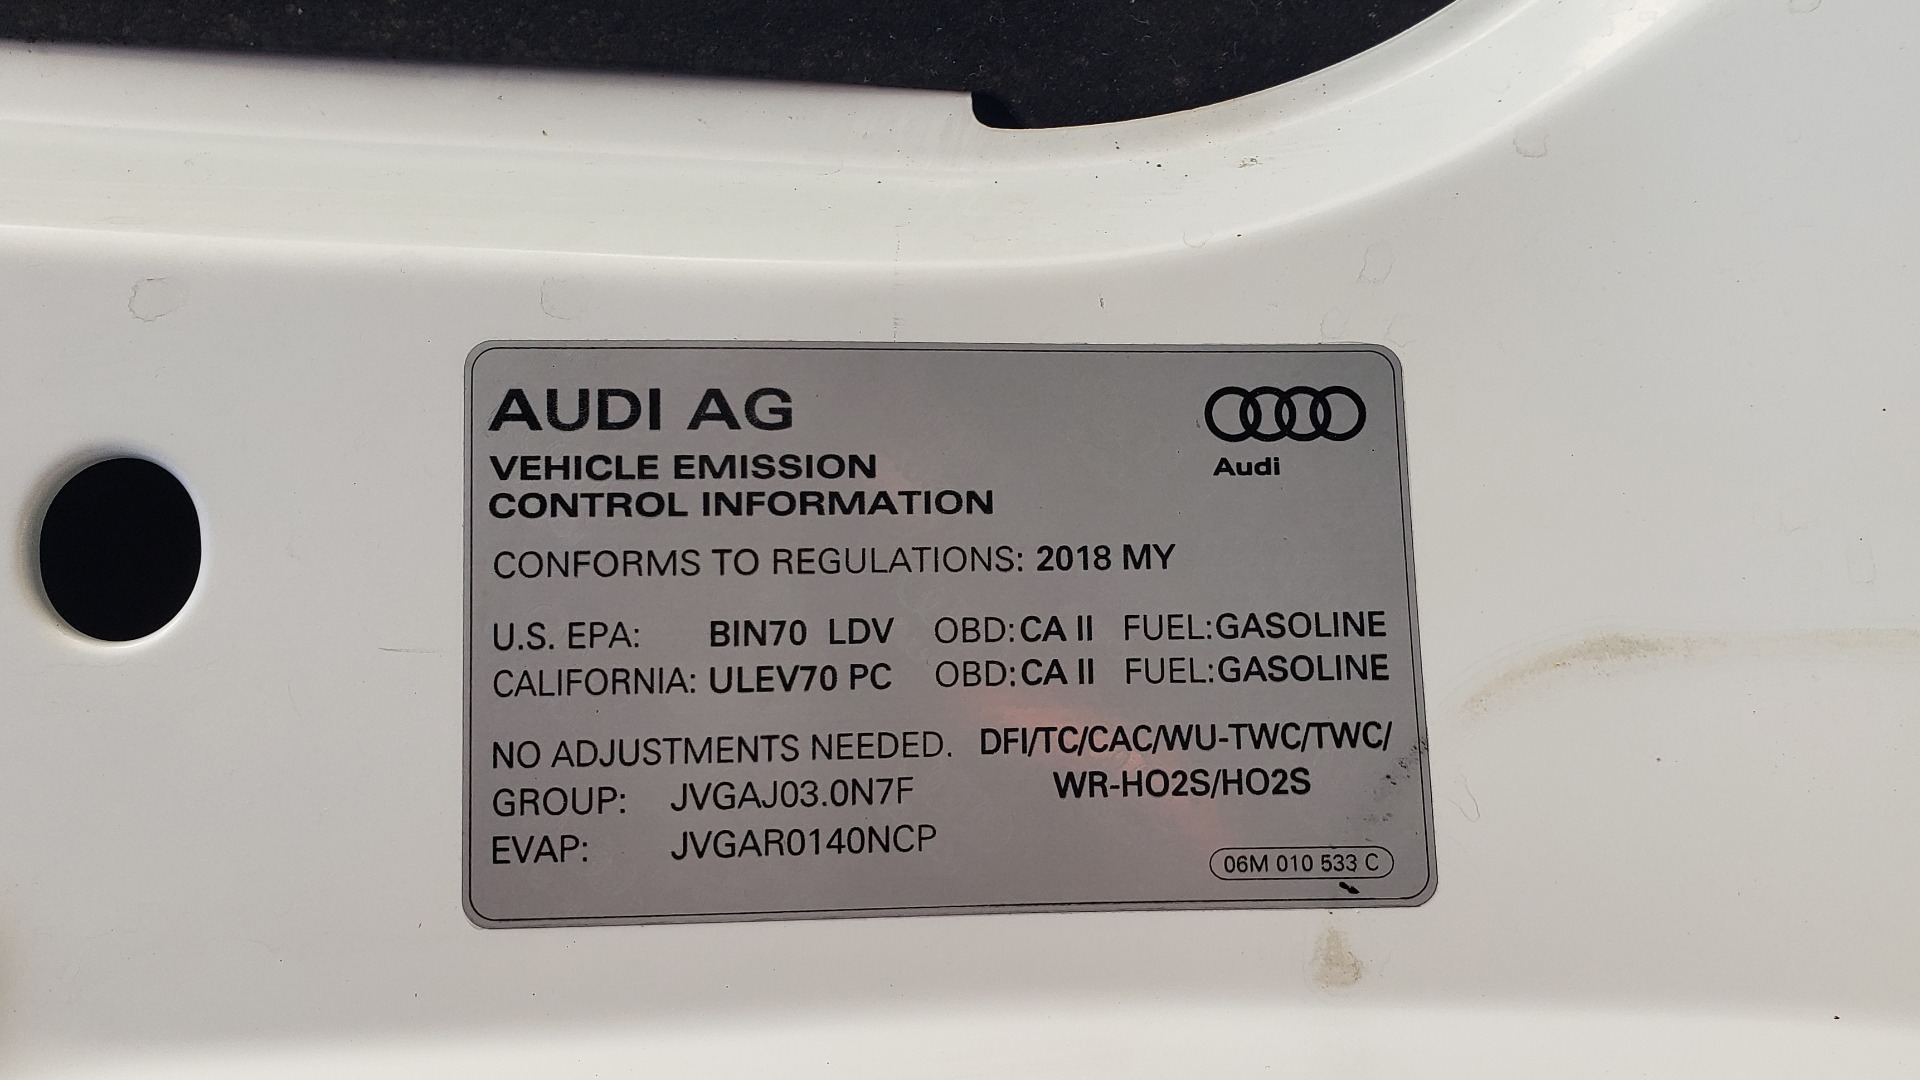 AUDI AG
Audi
VEHICLE EMISSION
CONTROL INFORMATION
CONFORMS TO REGULATIONS: 2018 MY
U.S. EPA: BIN70 LDV OBD:CA II FUEL:GASOLINE
CALIFORNIA: ULEV70 PC OBD:CA II FUEL:GASOLINE
NO ADJUSTMENTS NEEDED. DFI/TC/CAC/WU-TWC/TWC/
WR-HO2S/HO2S
GROUP: JVGAJ03.0N7F
EVAP: JVGAR0140NCP
06M 010 533 C